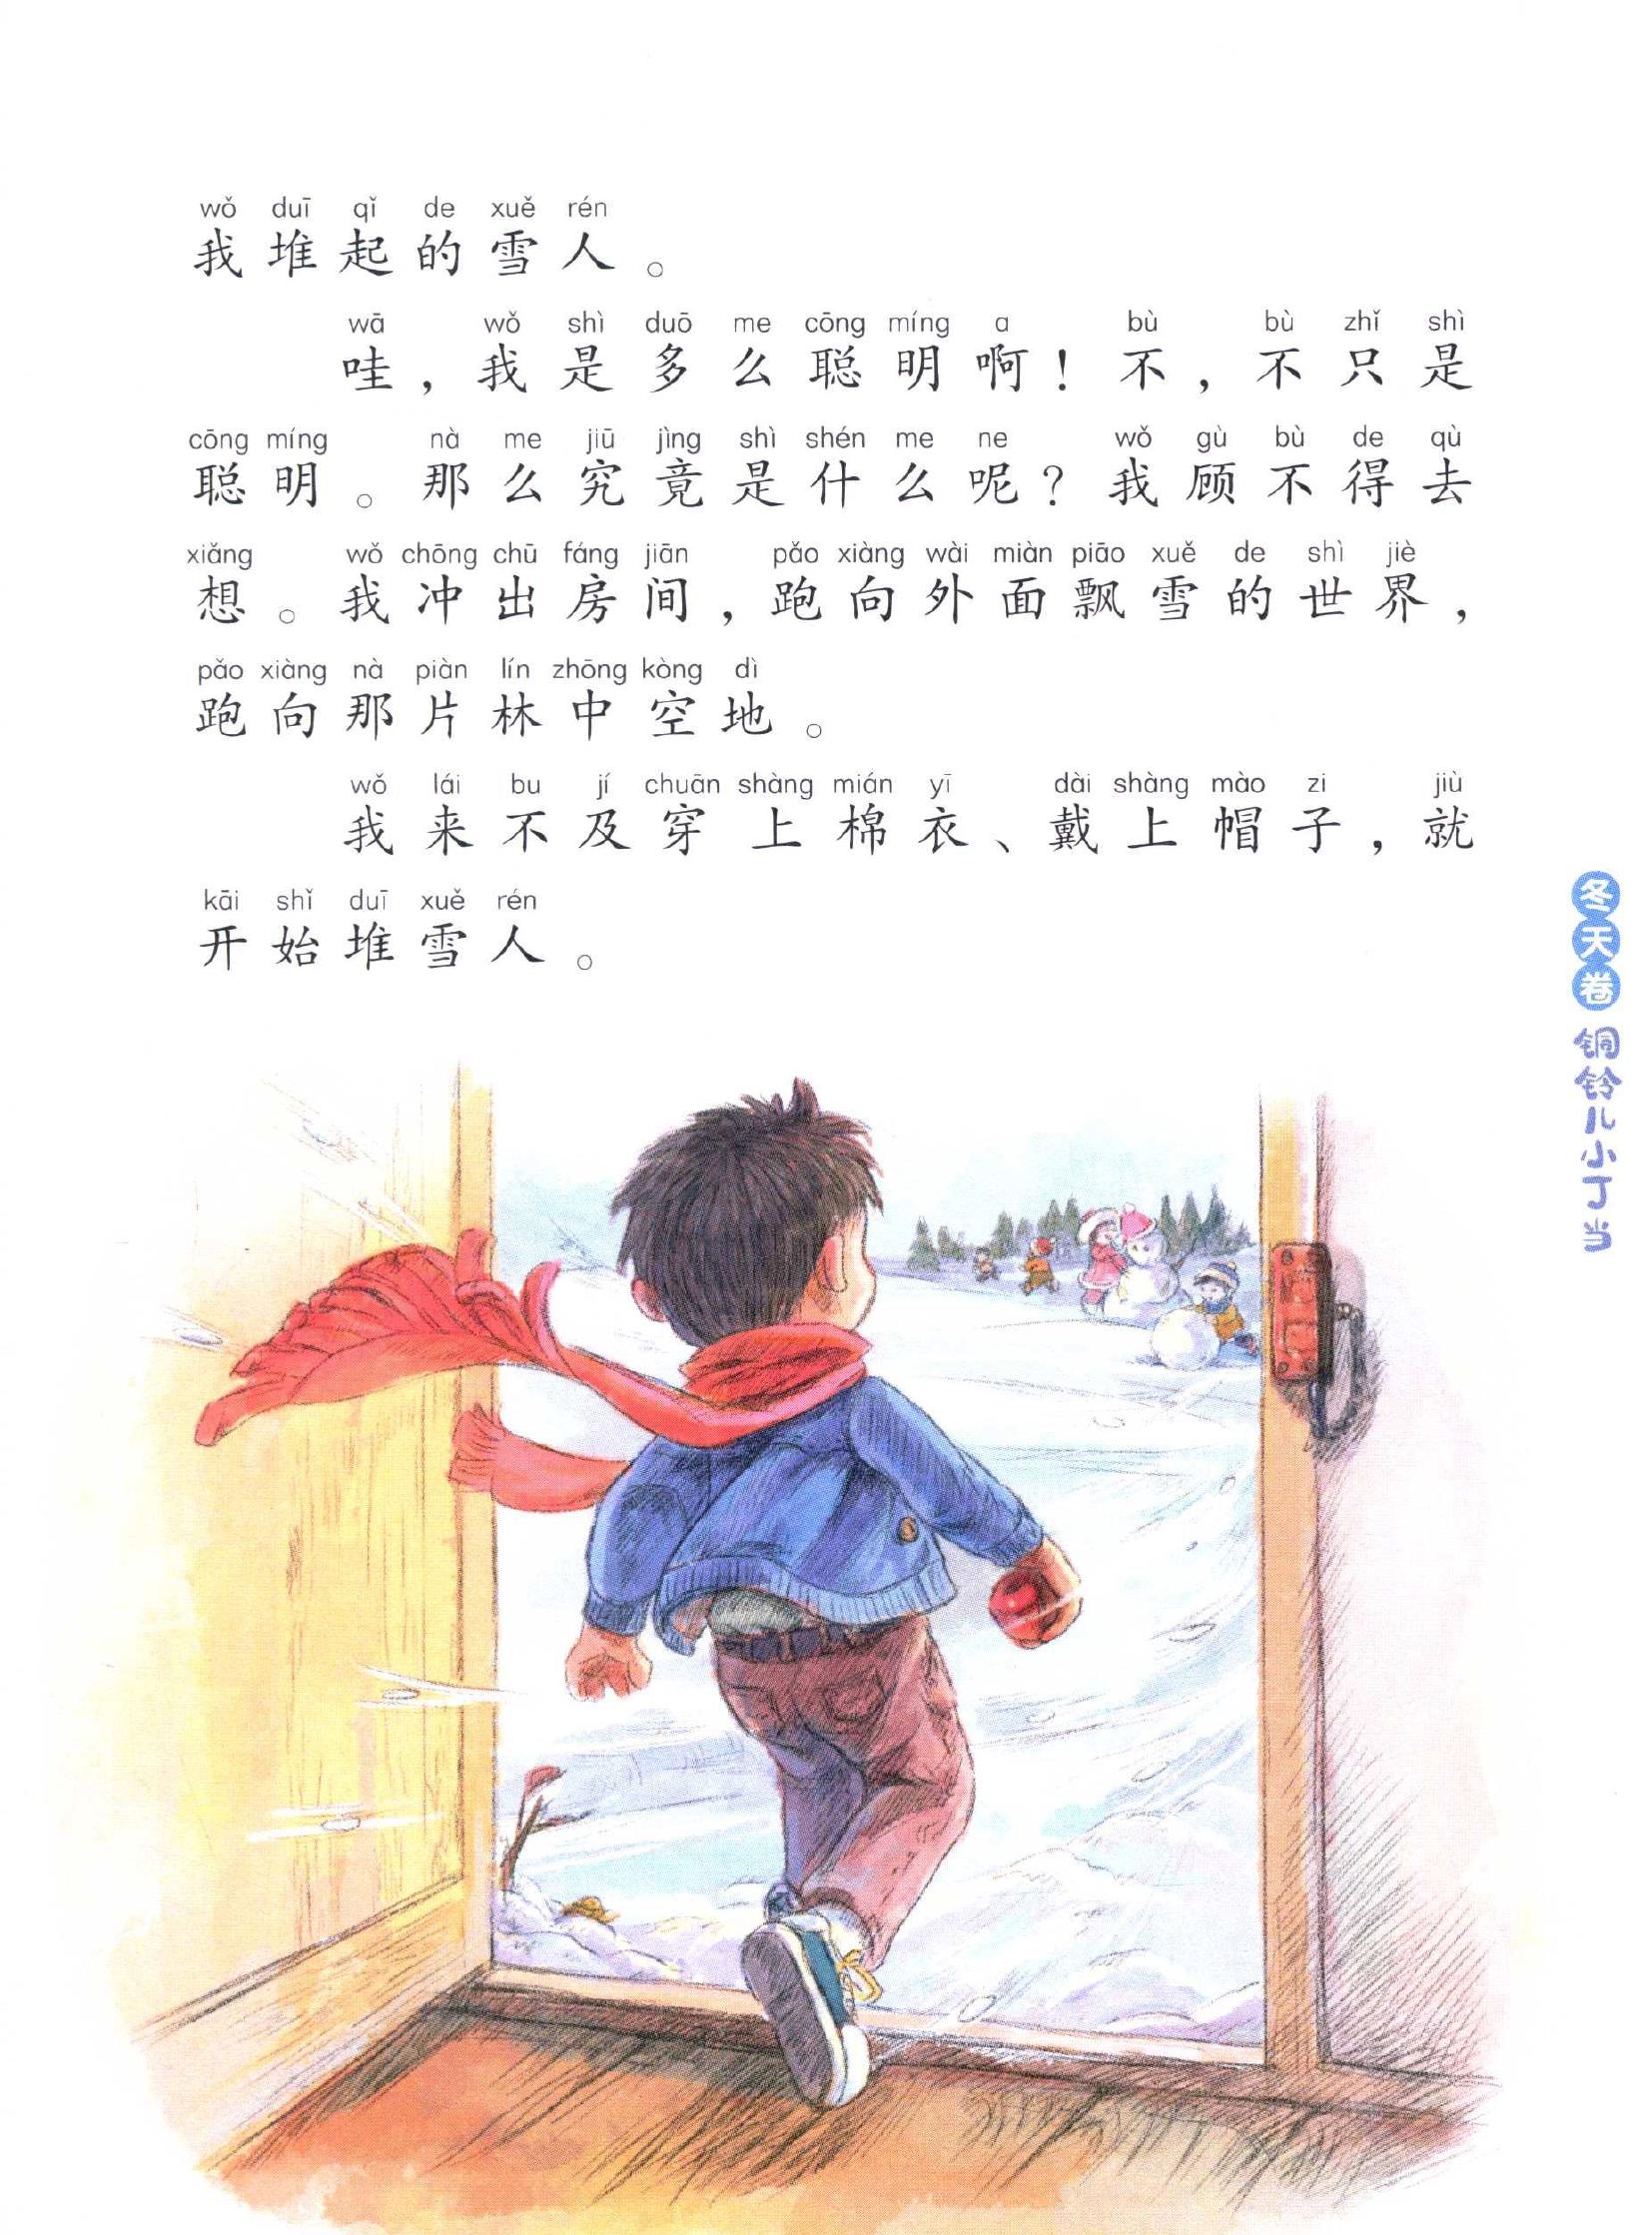 wǒ duī qǐ de xuě rén
我堆起的雪人。
wā wǒ shì duō me cōng míng a bù bù zhǐ shì
哇，我是多么聪明啊！不，不只是
cōng míng nà me jiū jìng shì shén me ne wǒ gù bù de qù
聪明。那么究竟是什么呢？我顾不得去
xiǎng wǒ chōng chū fáng jiān pǎo xiàng wài miàn piāo xuě de shì jiè
想。我冲出房间，跑向外面飘雪的世界，
pǎo xiàng nà piàn lín zhōng kòng dì
跑向那片林中空地。
wǒ lái bu jí chuān shàng mián yī dài shàng mào zi jiù
我来不及穿上棉衣、戴上帽子，就
kāi shǐ duī xuě rén
开始堆雪人。
冬天卷 铜铃儿小丁当